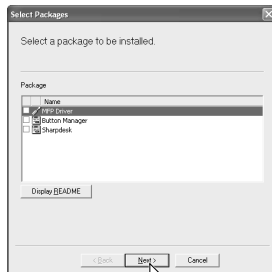 Select Packages
Select a package to be installed.
Package
Name
MFP Driver
Button Manager
Sharpdesk
Display README
< Back
Next >
Cancel